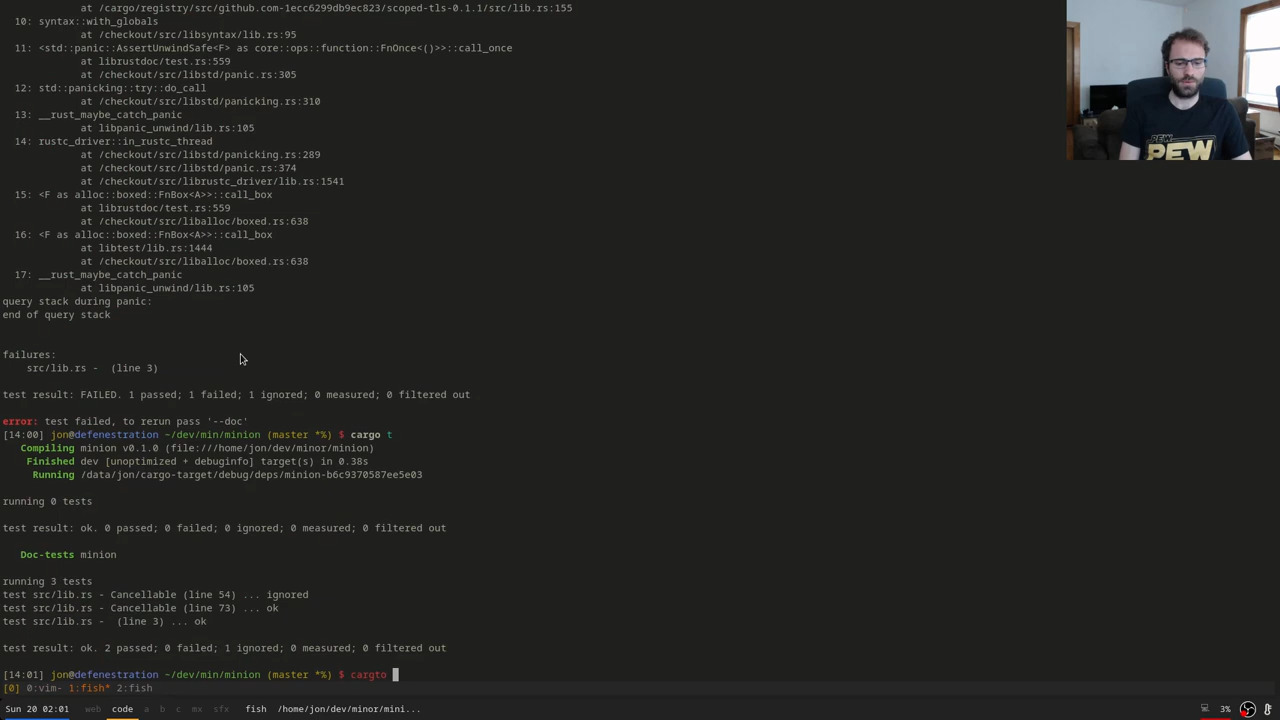 at /cargo/registry/src/github.com-1ecc6299db9ec823/scoped-tls-0.1.1/src/lib.rs:155
10: syntax::with_globals
at /checkout/src/libsyntax/lib.rs:95
11: <std::panic::AssertUnwindSafe<F> as core::ops::function::FnOnce<()>>::call_once
at librustdoc/test.rs:559
at /checkout/src/libstd/panic.rs:305
12: std::panicking::try::do_call
at /checkout/src/libstd/panicking.rs:310
13: __rust_maybe_catch_panic
at libpanic_unwind/lib.rs:105
14: rustc_driver::in_rustc_thread
at /checkout/src/libstd/panicking.rs:289
at /checkout/src/libstd/panic.rs:374
at /checkout/src/librustc_driver/lib.rs:1541
15: <F as alloc::boxed::FnBox<A>>::call_box
at librustdoc/test.rs:559
at /checkout/src/liballoc/boxed.rs:638
16: <F as alloc::boxed::FnBox<A>>::call_box
at libtest/lib.rs:1444
at /checkout/src/liballoc/boxed.rs:638
17: __rust_maybe_catch_panic
at libpanic_unwind/lib.rs:105
query stack during panic:
end of query stack
failures:
src/lib.rs -  (line 3)
test result: FAILED. 1 passed; 1 failed; 1 ignored; 0 measured; 0 filtered out
error: test failed, to rerun pass '--doc'
[14:00] jon@defenestration ~/dev/min/minion (master *%) $ cargo t
Compiling minion v0.1.0 (file:///home/jon/dev/minor/minion)
Finished dev [unoptimized + debuginfo] target(s) in 0.38s
Running /data/jon/cargo-target/debug/deps/minion-b6c9370587ee5e03
running 0 tests
test result: ok. 0 passed; 0 failed; 0 ignored; 0 measured; 0 filtered out
Doc-tests minion
running 3 tests
test src/lib.rs - Cancellable (line 54) ... ignored
test src/lib.rs - Cancellable (line 73) ... ok
test src/lib.rs -  (line 3) ... ok
test result: ok. 2 passed; 0 failed; 1 ignored; 0 measured; 0 filtered out
[14:01] jon@defenestration ~/dev/min/minion (master *%) $ cargto
[0] 0:vim- 1:fish* 2:fish
Sun 20 02:01 web code a b c mx sfx fish /home/jon/dev/minor/mini... 3%
PEW
PEW